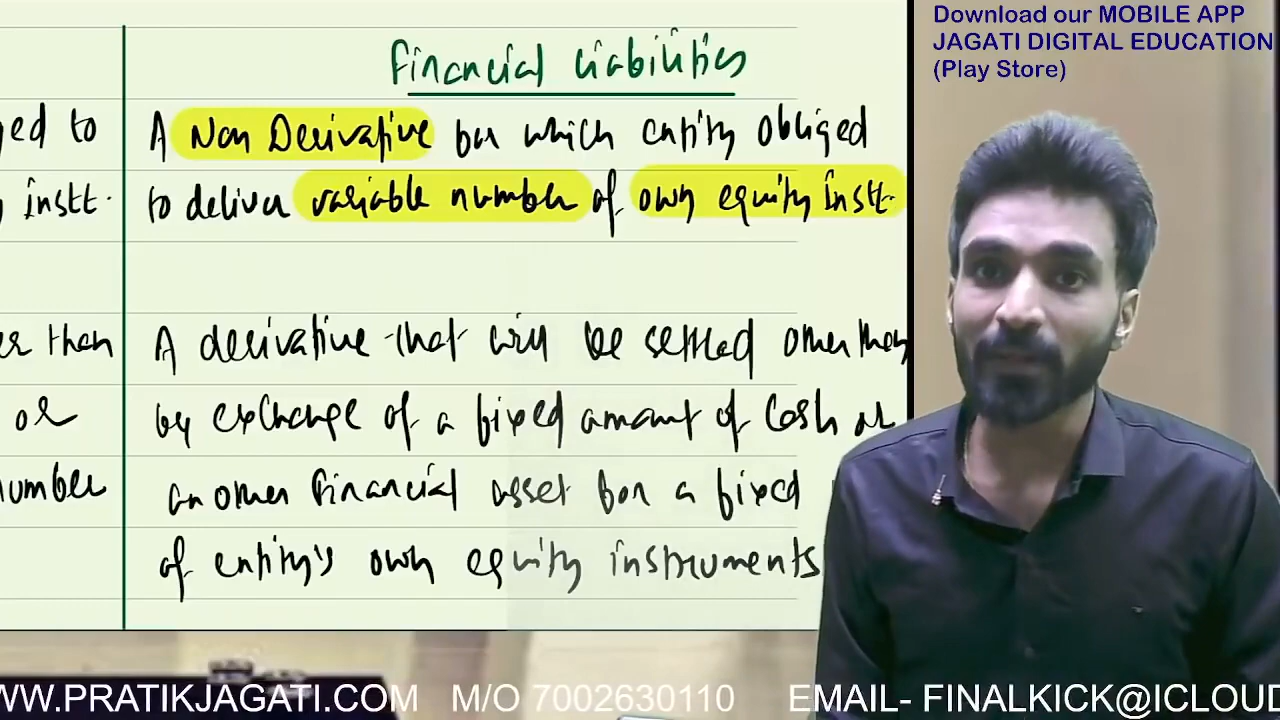 Download our MOBILE APP
JAGATI DIGITAL EDUCATION
(Play Store)
Financial Liabilities
ged to
A Non Derivative for which entity obliged
instt.
to deliver variable number of own equity instt.
er than
A derivative that will be settled other than
or
by exchange of a fixed amount of cash or
number
another financial asset for a fixed
of entity's own equity instruments
WW.PRATIKJAGATI.COM M/O 7002630110 EMAIL- FINALKICK@ICLOUD